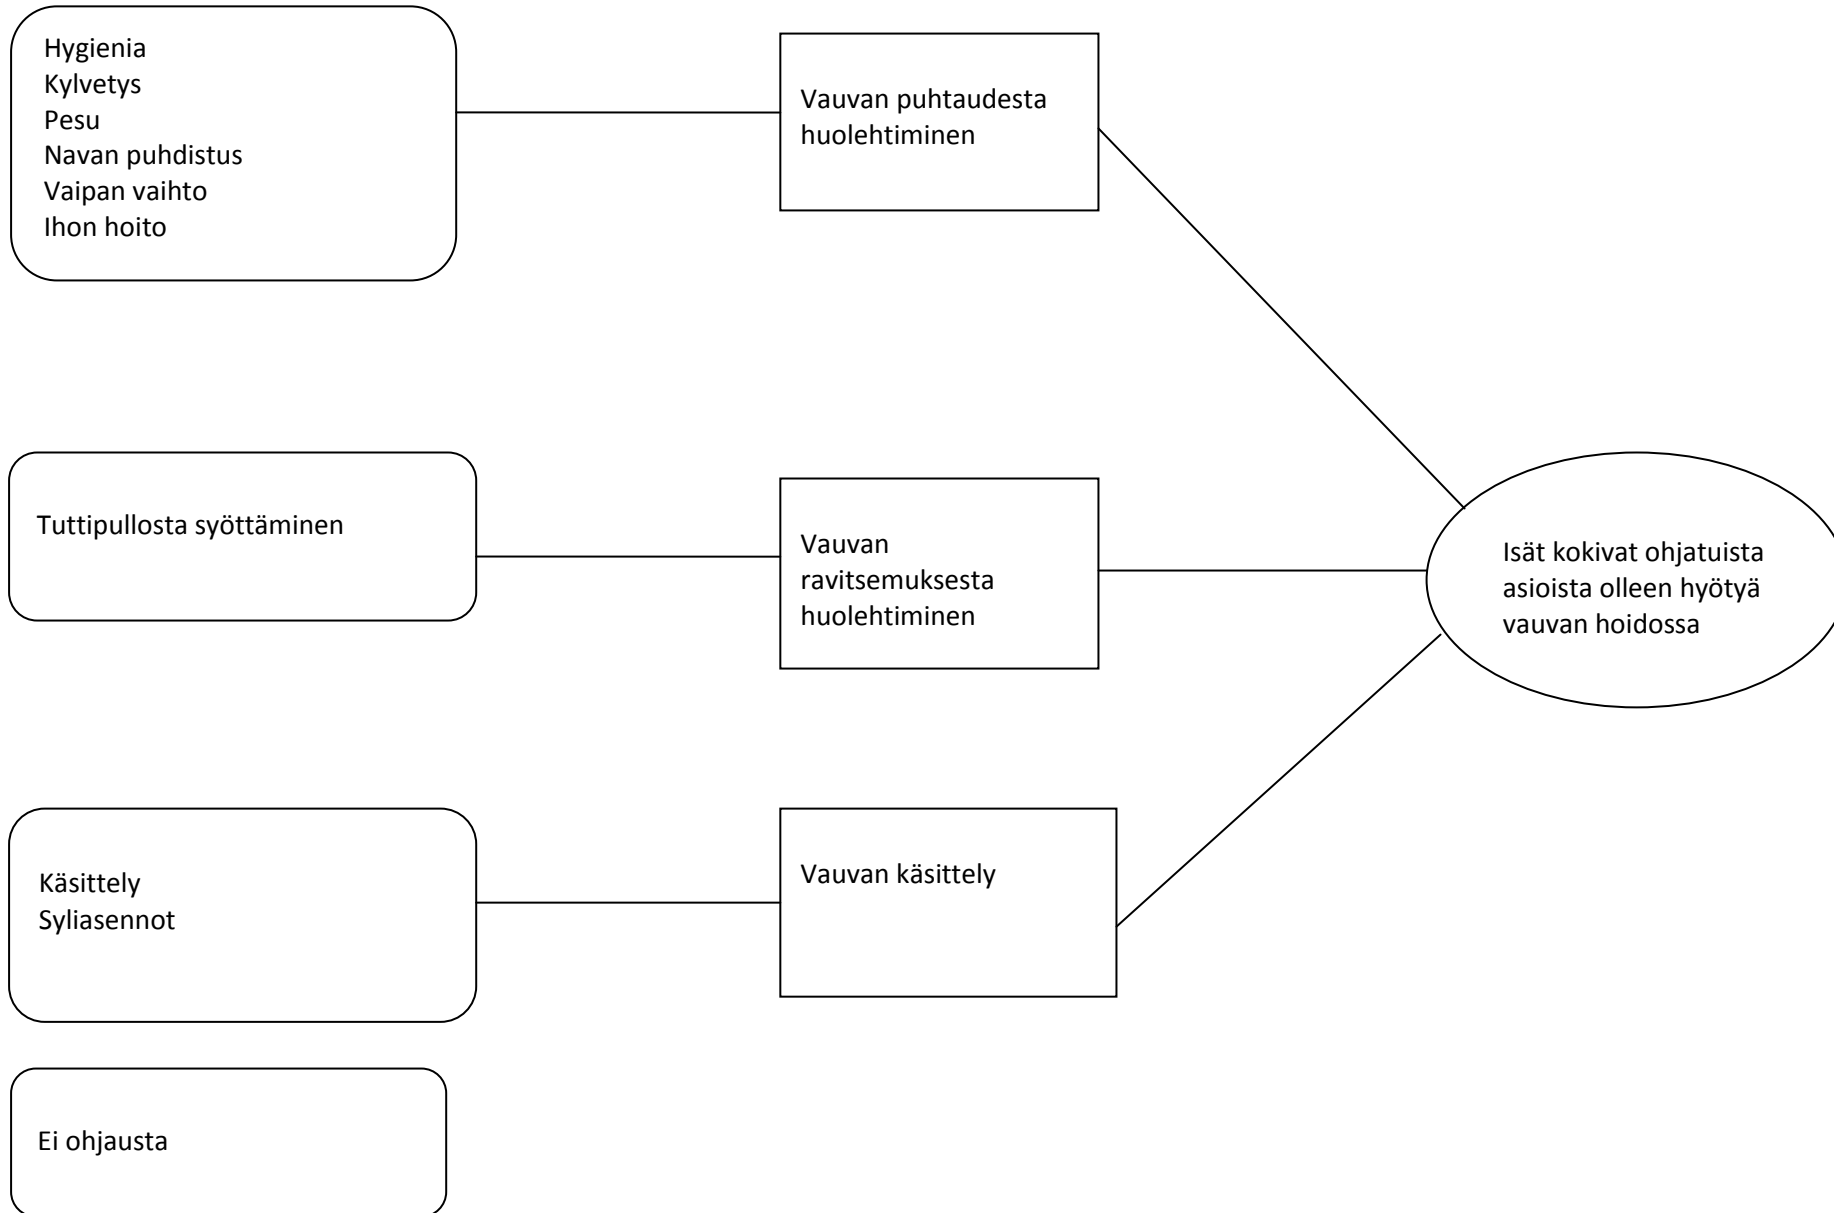 Hygienia
Kylvetys
Pesu
Navan puhdistus
Vaipan vaihto
Ihon hoito
Vauvan puhtaudesta
huolehtiminen
Tuttipullosta syöttäminen
Vauvan
ravitsemuksesta
huolehtiminen
Isät kokivat ohjatuista
asioista olleen hyötyä
vauvan hoidossa
Käsittely
Syliasennot
Vauvan käsittely
Ei ohjausta